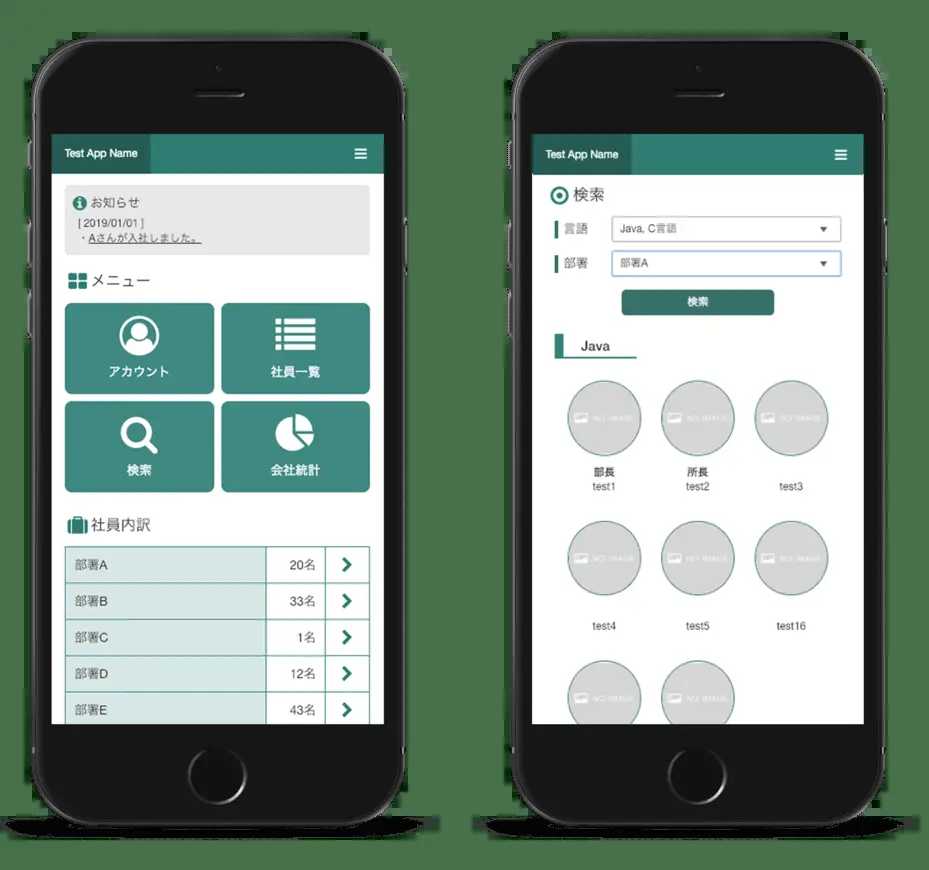 Test App Name
お知らせ
[ 2019/01/01 ]
・Aさんが入社しました。
メニュー
アカウント
社員一覧
検索
会社統計
社員内訳
部署A 20名
部署B 33名
部署C 1名
部署D 12名
部署E 43名
Test App Name
検索
言語 Java, C言語
部署 部署A
検索
Java
NO IMAGE NO IMAGE NO IMAGE
部長 所長
test1 test2 test3
NO IMAGE NO IMAGE NO IMAGE
test4 test5 test16
NO IMAGE NO IMAGE